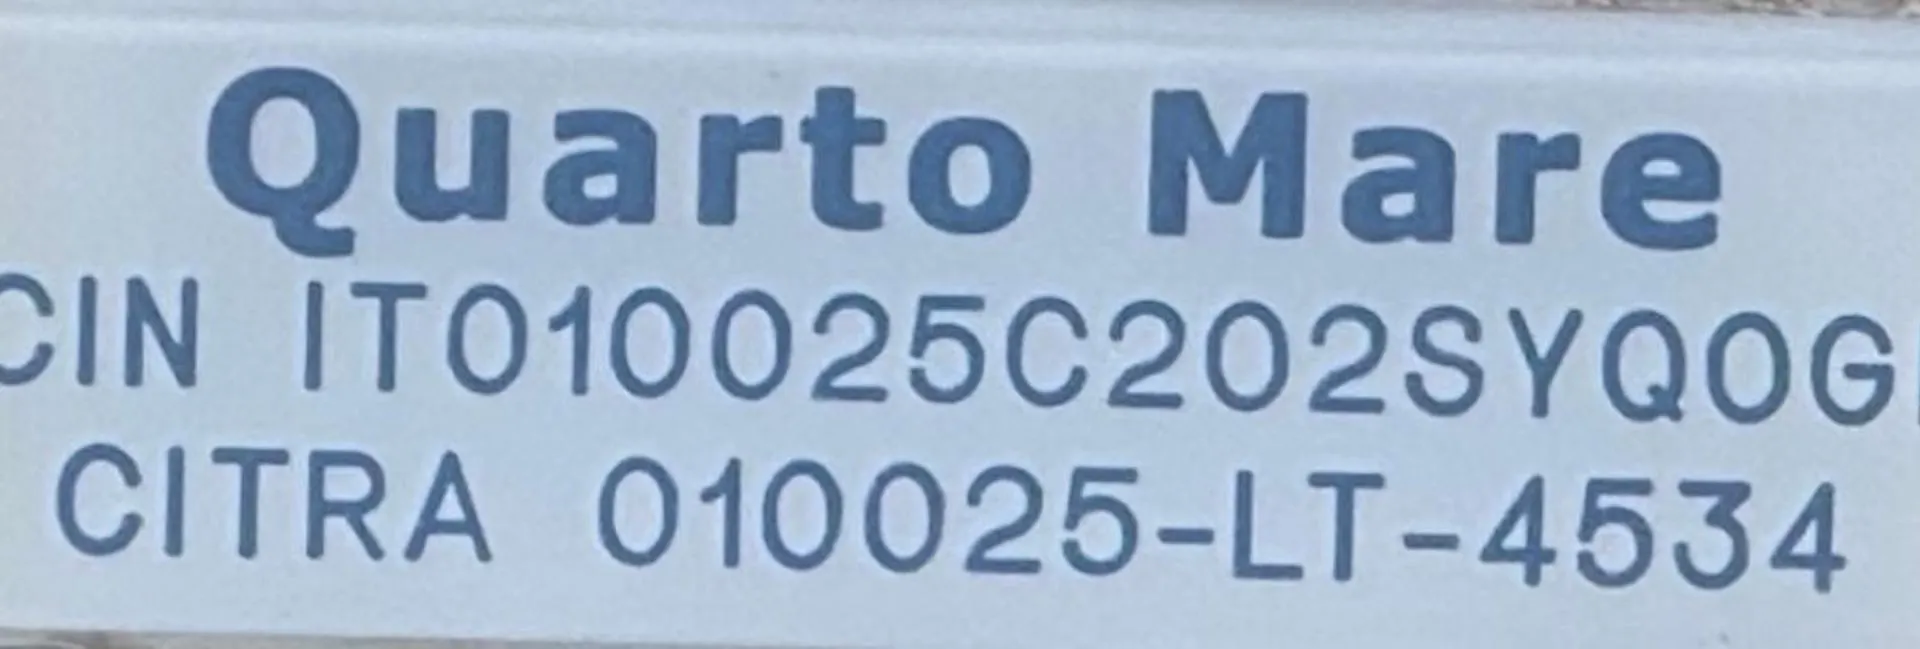 Quarto Mare
CIN IT010025C202SYQ0G
CITRA 010025-LT-4534